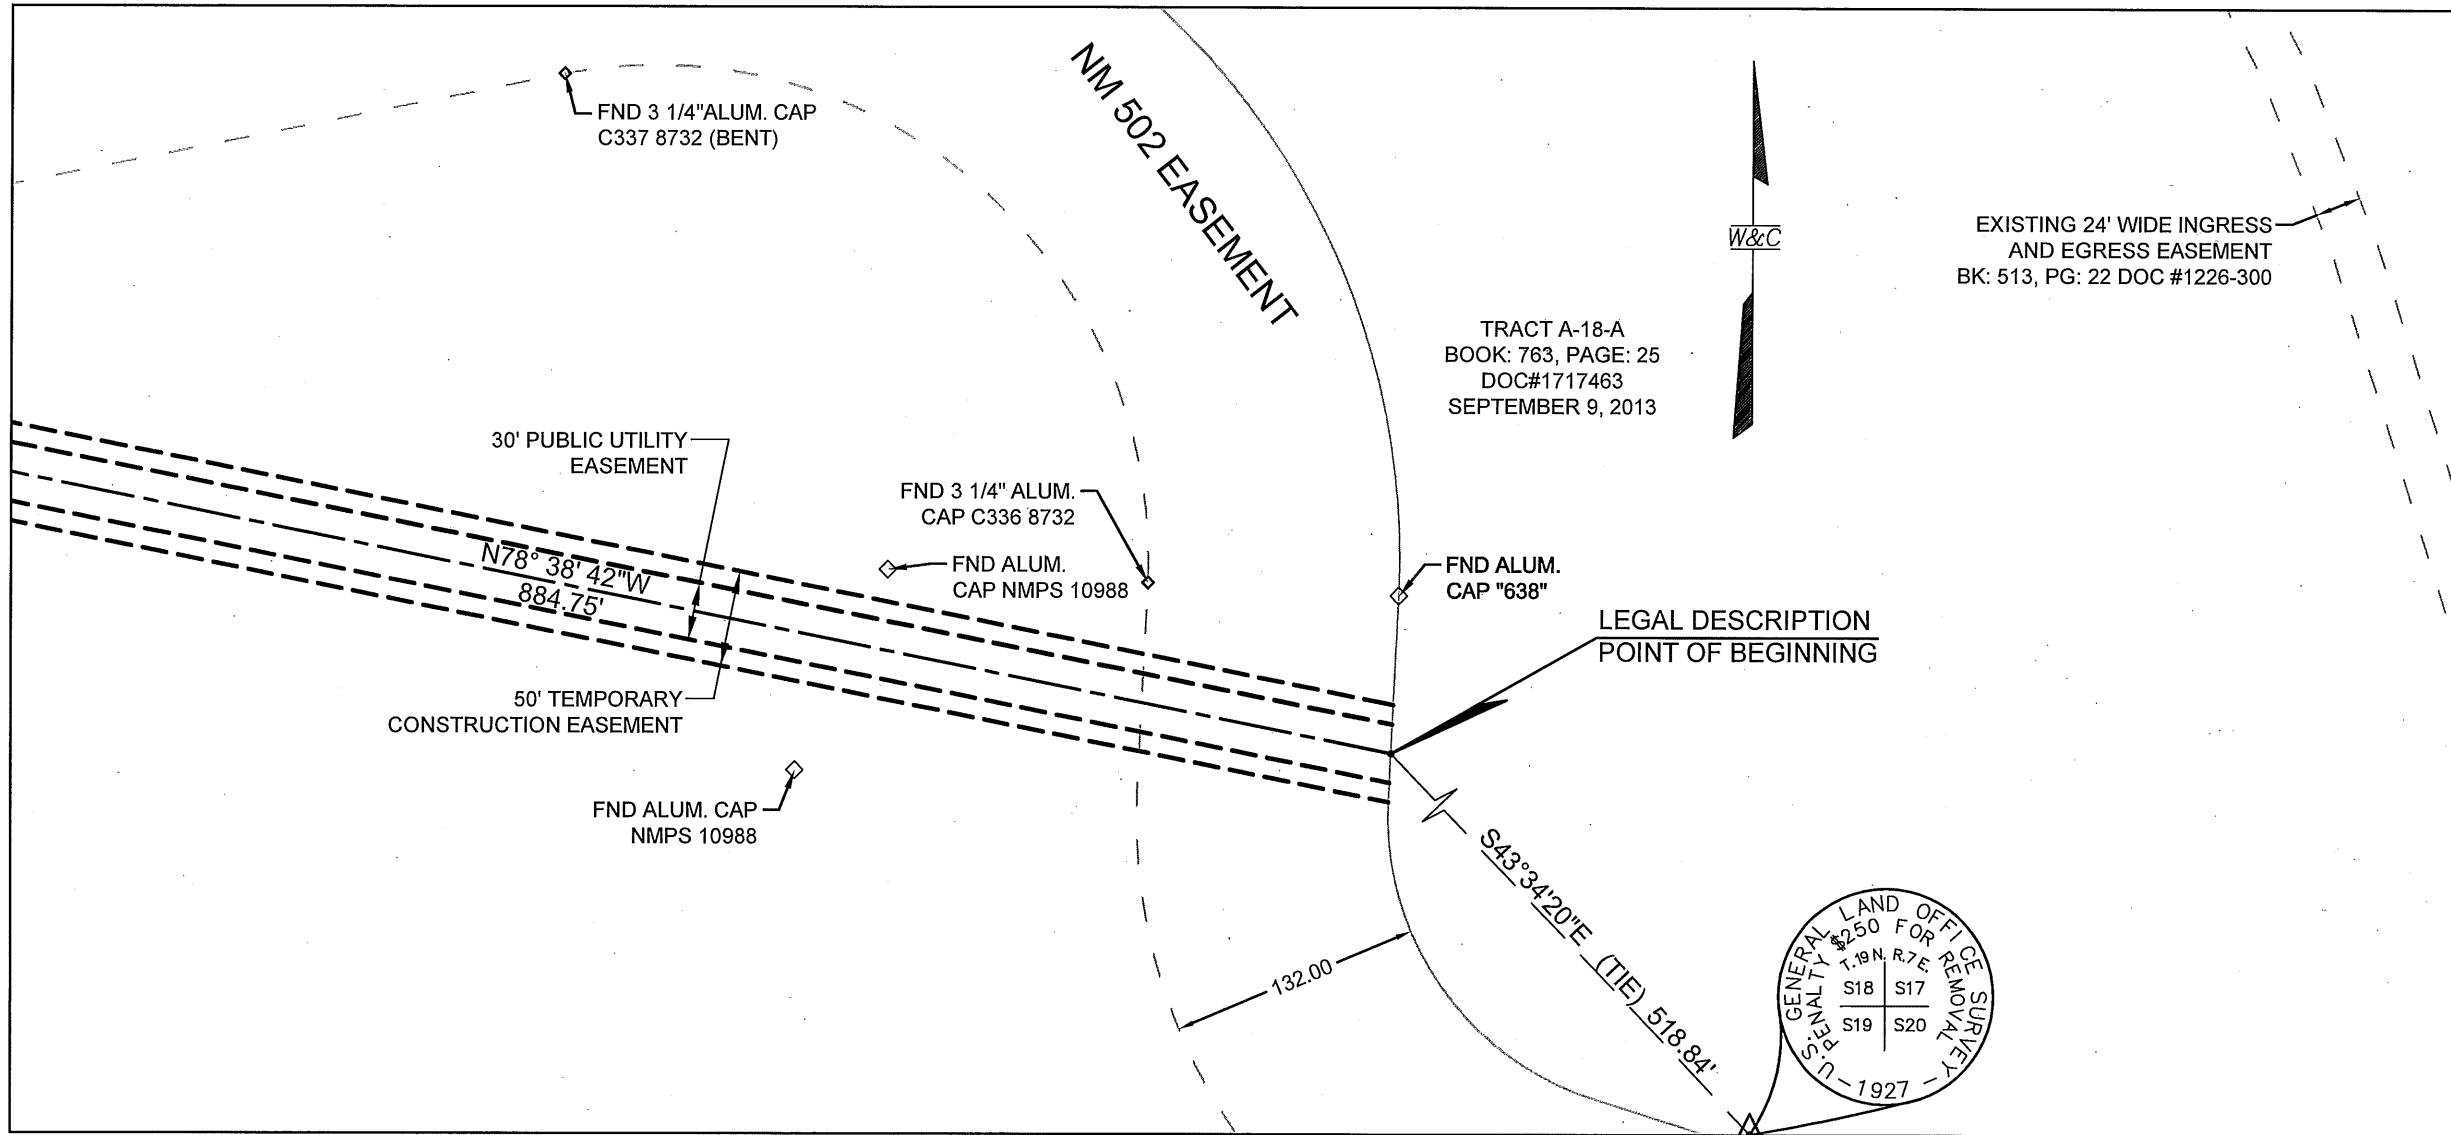 FND 3 1/4"ALUM. CAP
C337 8732 (BENT)
NM 502 EASEMENT
W&C
EXISTING 24' WIDE INGRESS
AND EGRESS EASEMENT
BK: 513, PG: 22 DOC #1226-300
TRACT A-18-A
BOOK: 763, PAGE: 25
DOC#1717463
SEPTEMBER 9, 2013
30' PUBLIC UTILITY
EASEMENT
FND 3 1/4" ALUM.
CAP C336 8732
N78° 38' 42"W
884.75'
FND ALUM.
CAP NMPS 10988
FND ALUM.
CAP "638"
LEGAL DESCRIPTION
POINT OF BEGINNING
50' TEMPORARY
CONSTRUCTION EASEMENT
FND ALUM. CAP
NMPS 10988
S43°34'20"E (TIE) 518.84'
132.00
U.S. GENERAL LAND OFFICE SURVEY
PENALTY $250 FOR REMOVAL
T.19N. R.7E.
S18 S17
S19 S20
1927